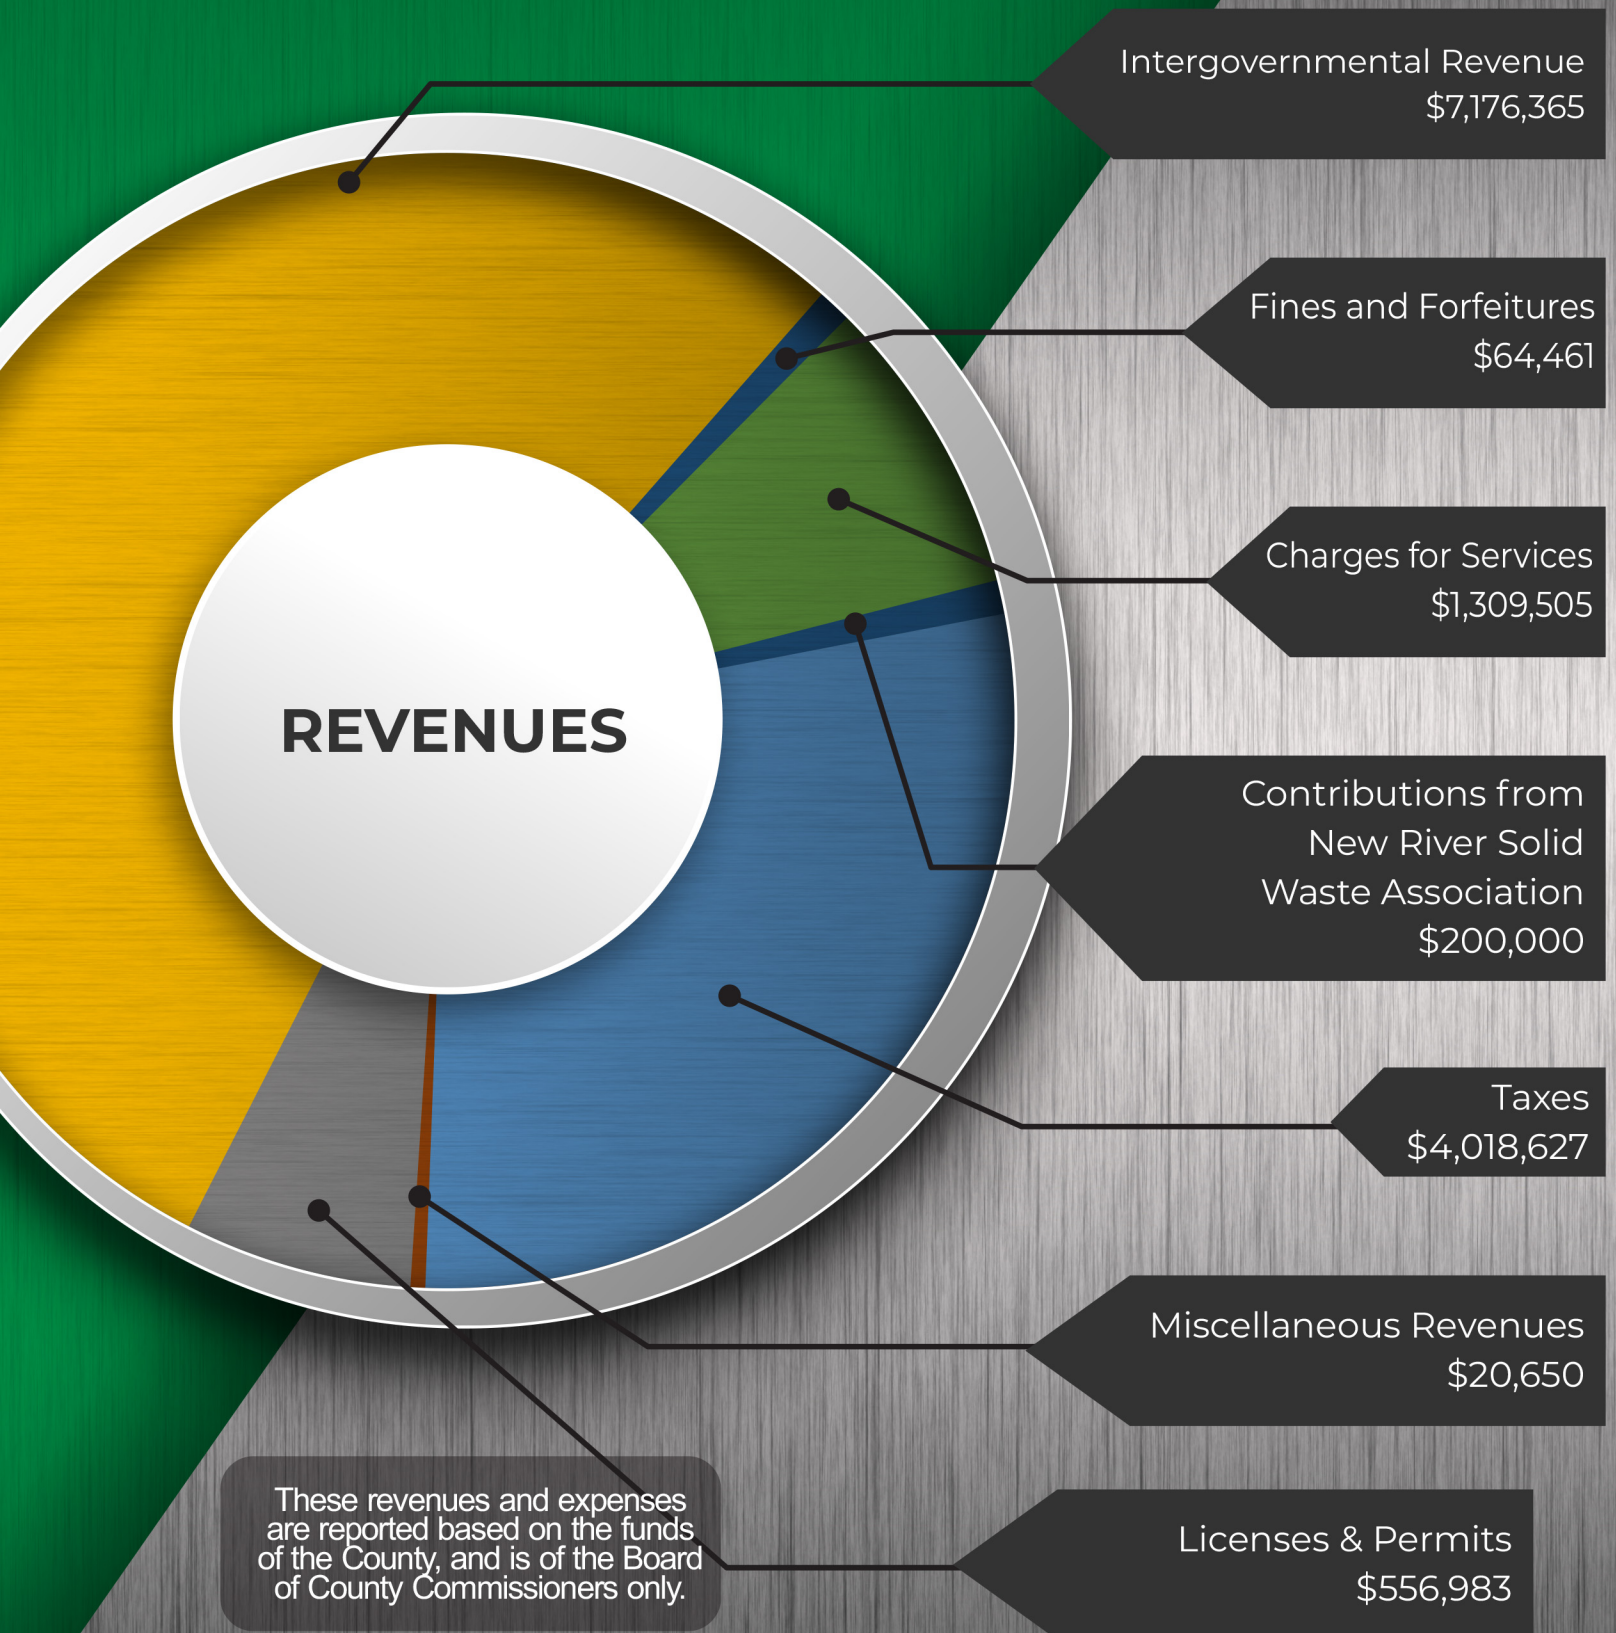 Intergovernmental Revenue
$7,176,365
Fines and Forfeitures
$64,461
Charges for Services
$1,309,505
REVENUES
Contributions from
New River Solid
Waste Association
$200,000
Taxes
$4,018,627
Miscellaneous Revenues
$20,650
These revenues and expenses
are reported based on the funds
of the County, and is of the Board
of County Commissioners only.
Licenses & Permits
$556,983